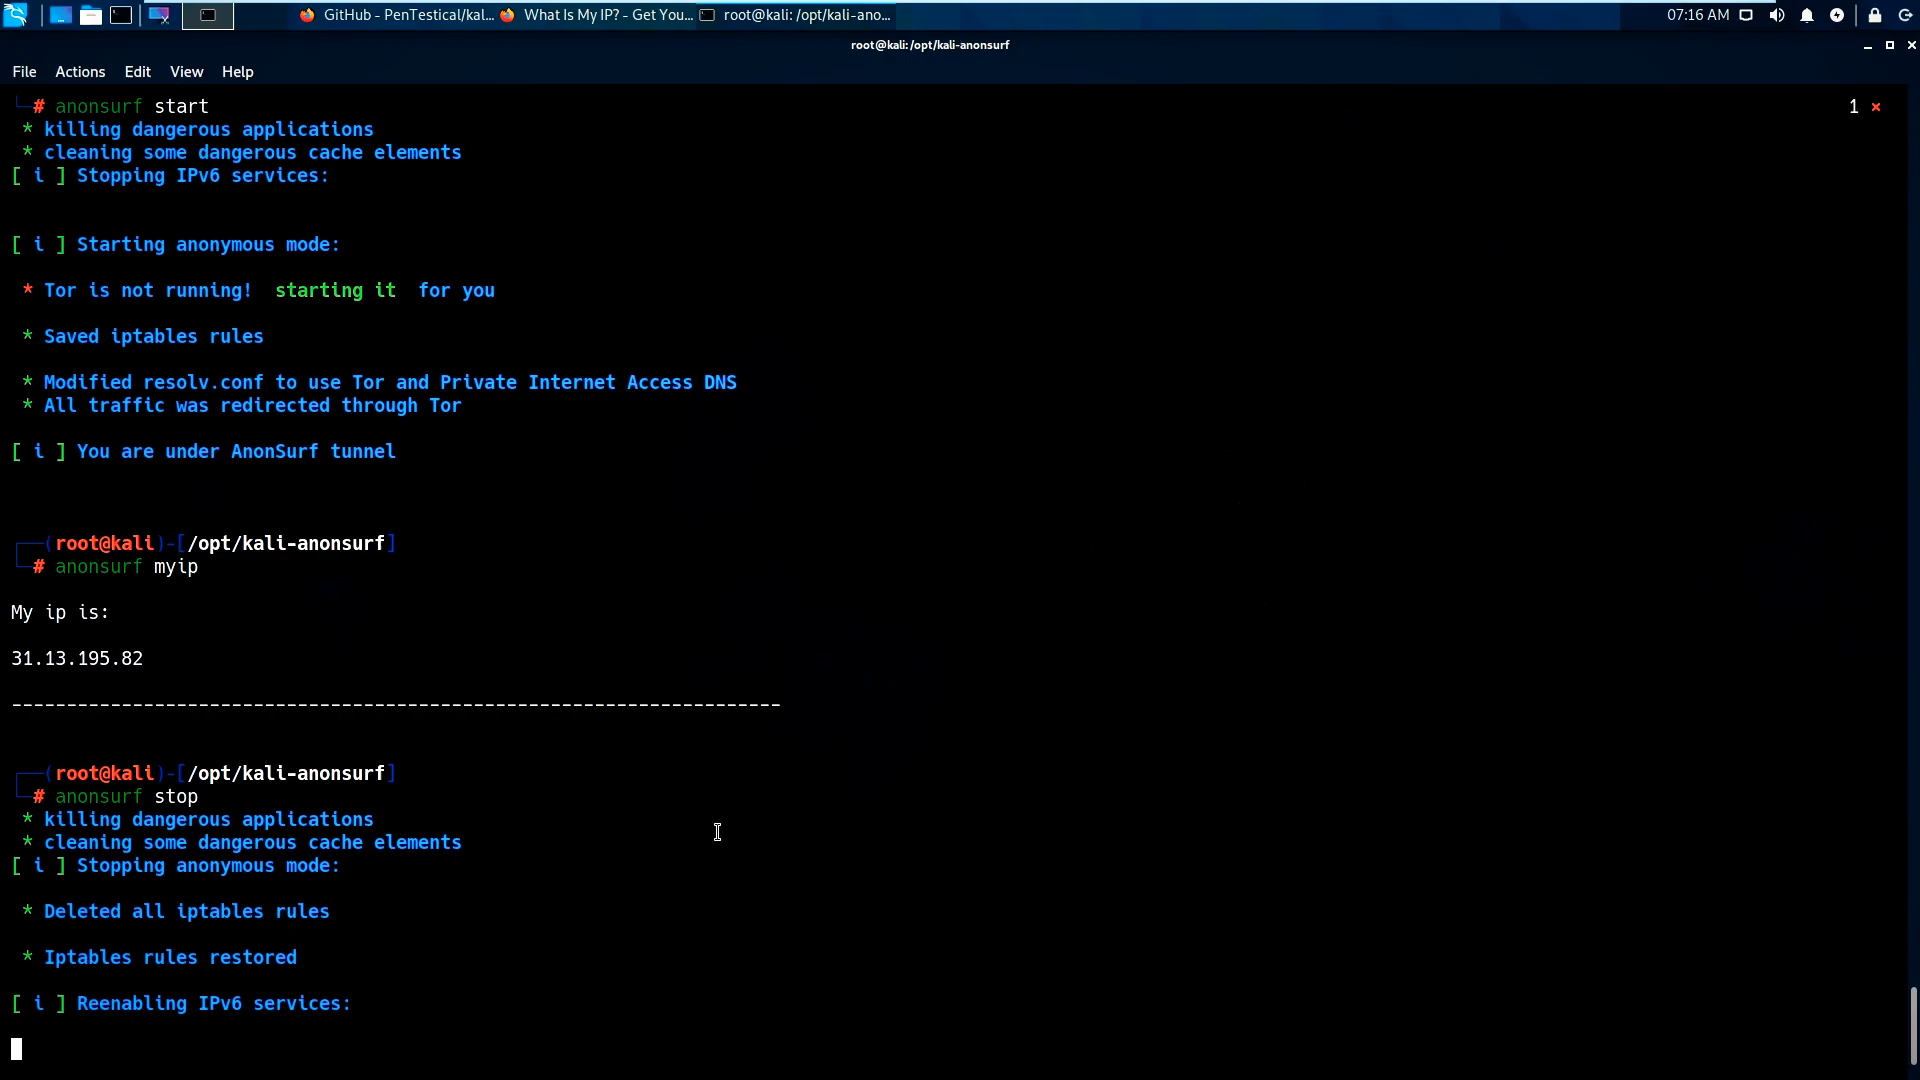 GitHub - PenTestical/kal... What Is My IP? - Get You... root@kali: /opt/kali-ano... 07:16 AM
root@kali:/opt/kali-anonsurf
File Actions Edit View Help
└─# anonsurf start 1 ⨯
* killing dangerous applications
* cleaning some dangerous cache elements
[ i ] Stopping IPv6 services:
[ i ] Starting anonymous mode:
* Tor is not running! starting it for you
* Saved iptables rules
* Modified resolv.conf to use Tor and Private Internet Access DNS
* All traffic was redirected through Tor
[ i ] You are under AnonSurf tunnel
┌──(root@kali)-[/opt/kali-anonsurf]
└─# anonsurf myip
My ip is:
31.13.195.82
----------------------------------------------------------------------
┌──(root@kali)-[/opt/kali-anonsurf]
└─# anonsurf stop
* killing dangerous applications
* cleaning some dangerous cache elements
[ i ] Stopping anonymous mode:
* Deleted all iptables rules
* Iptables rules restored
[ i ] Reenabling IPv6 services: